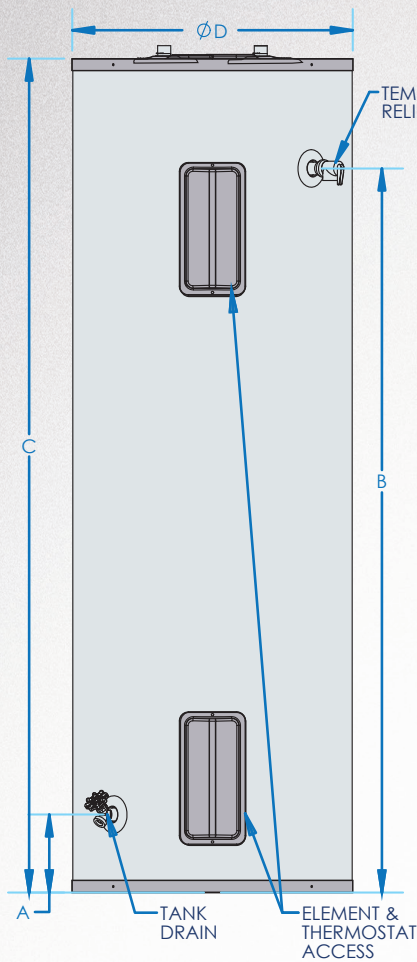 ØD
TEM
RELI
C
B
A
TANK
DRAIN
ELEMENT &
THERMOSTAT
ACCESS